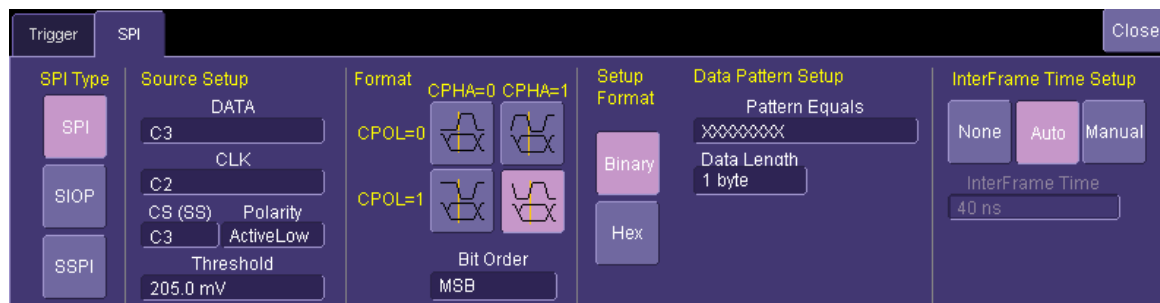 Trigger SPI Close
SPI Type
SPI
SIOP
SSPI
Source Setup
DATA
C3
CLK
C2
CS (SS) Polarity
C3 ActiveLow
Threshold
205.0 mV
Format
CPHA=0 CPHA=1
CPOL=0
CPOL=1
Bit Order
MSB
Setup
Format
Binary
Hex
Data Pattern Setup
Pattern Equals
XXXXXXXX
Data Length
1 byte
InterFrame Time Setup
None Auto Manual
InterFrame Time
40 ns